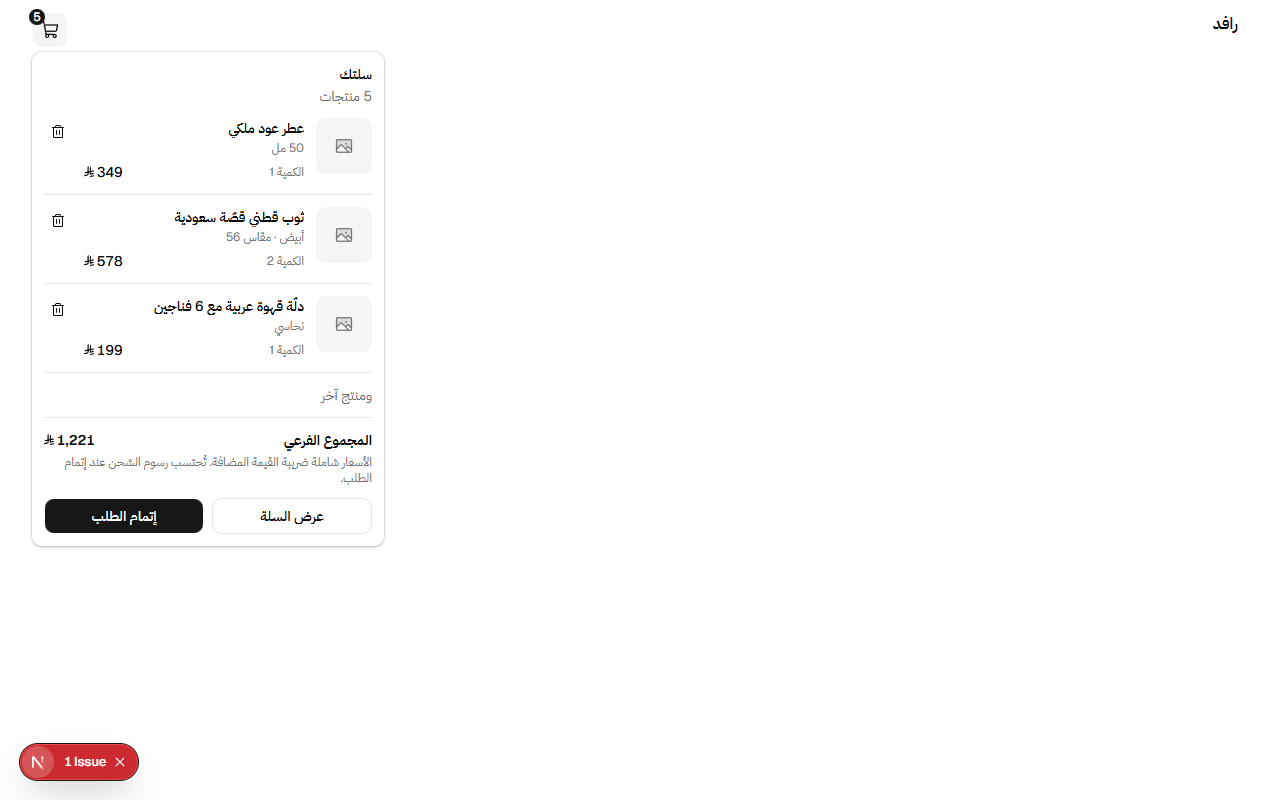 رافد
5
سلتك
5 منتجات
عطر عود ملكي
50 مل
الكمية 1
349 ⃁
ثوب قطني قصّة سعودية
أبيض · مقاس 56
الكمية 2
578 ⃁
دلّة قهوة عربية مع 6 فناجين
نحاسي
الكمية 1
199 ⃁
ومنتج آخر
المجموع الفرعي 1,221 ⃁
الأسعار شاملة ضريبة القيمة المضافة. تُحتسب رسوم الشحن عند إتمام
الطلب.
عرض السلة
إتمام الطلب
N 1 Issue